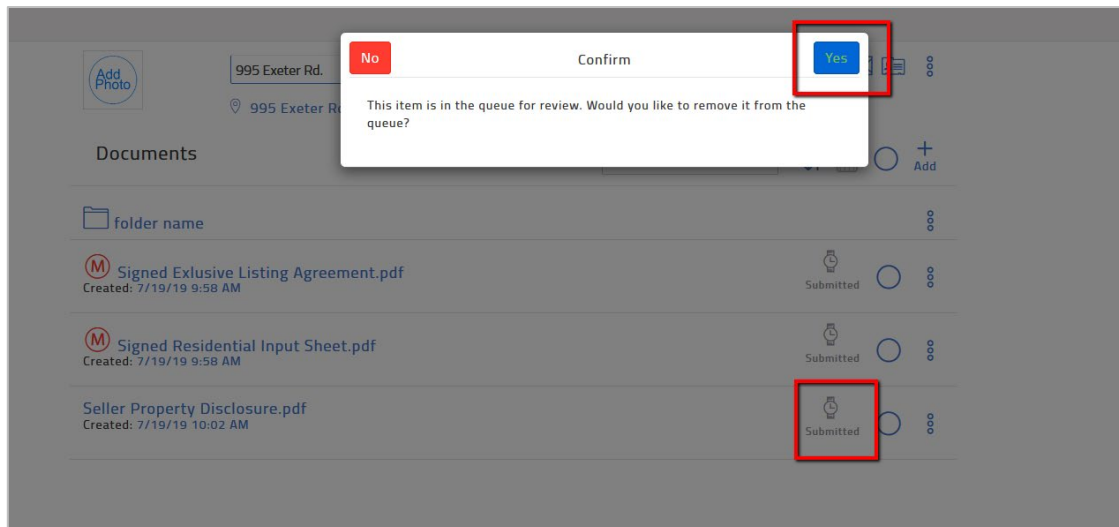 No
Confirm
Yes
This item is in the queue for review. Would you like to remove it from the
queue?
Add
Photo
995 Exeter Rd.
995 Exeter R
Documents
Add
folder name
M
Signed Exlusive Listing Agreement.pdf
Created: 7/19/19 9:58 AM
Submitted
M
Signed Residential Input Sheet.pdf
Created: 7/19/19 9:58 AM
Submitted
Seller Property Disclosure.pdf
Created: 7/19/19 10:02 AM
Submitted